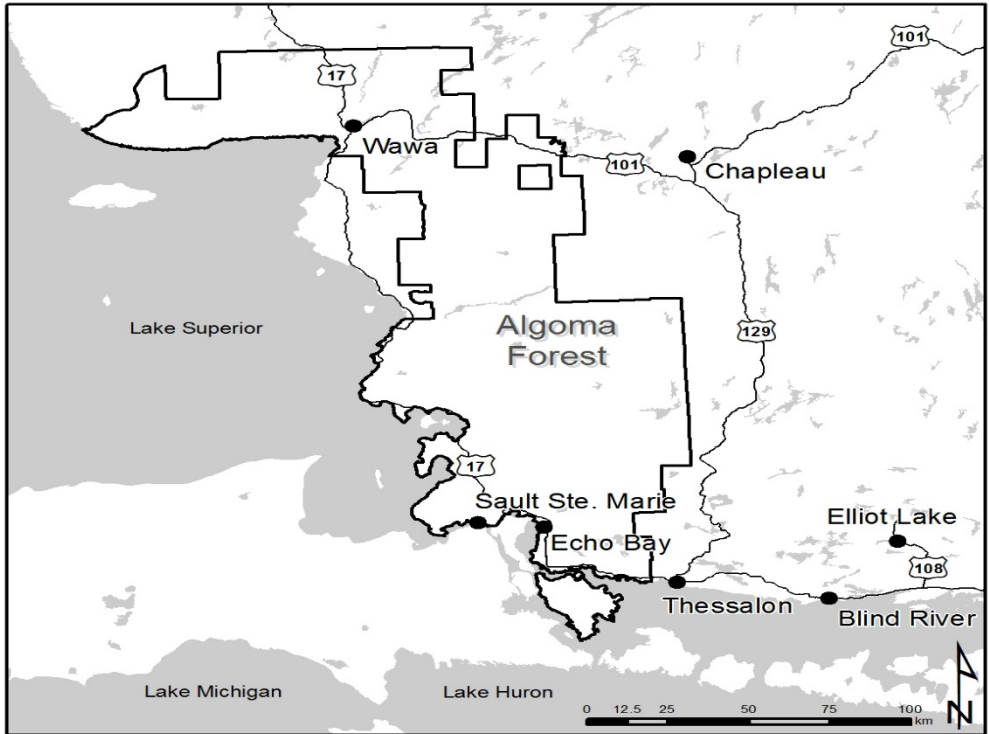 101
17
Wawa
101
Chapleau
Lake Superior
Algoma
Forest
129
17
Sault Ste. Marie
Elliot Lake
Echo Bay
108
Thessalon
Blind River
Lake Michigan
Lake Huron
0 12.5 25 50 75 100
km
N